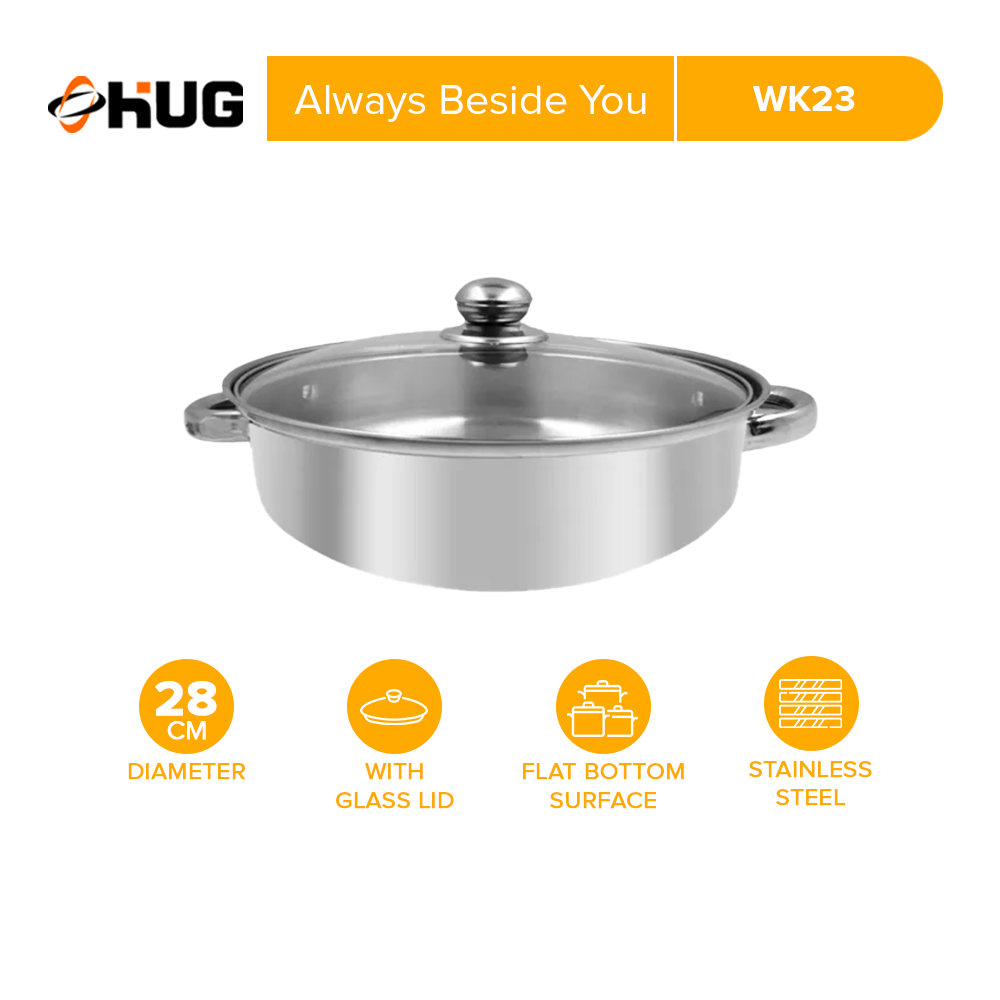 HUG
Always Beside You
WK23
28
CM
DIAMETER
WITH
GLASS LID
FLAT BOTTOM
SURFACE
STAINLESS
STEEL